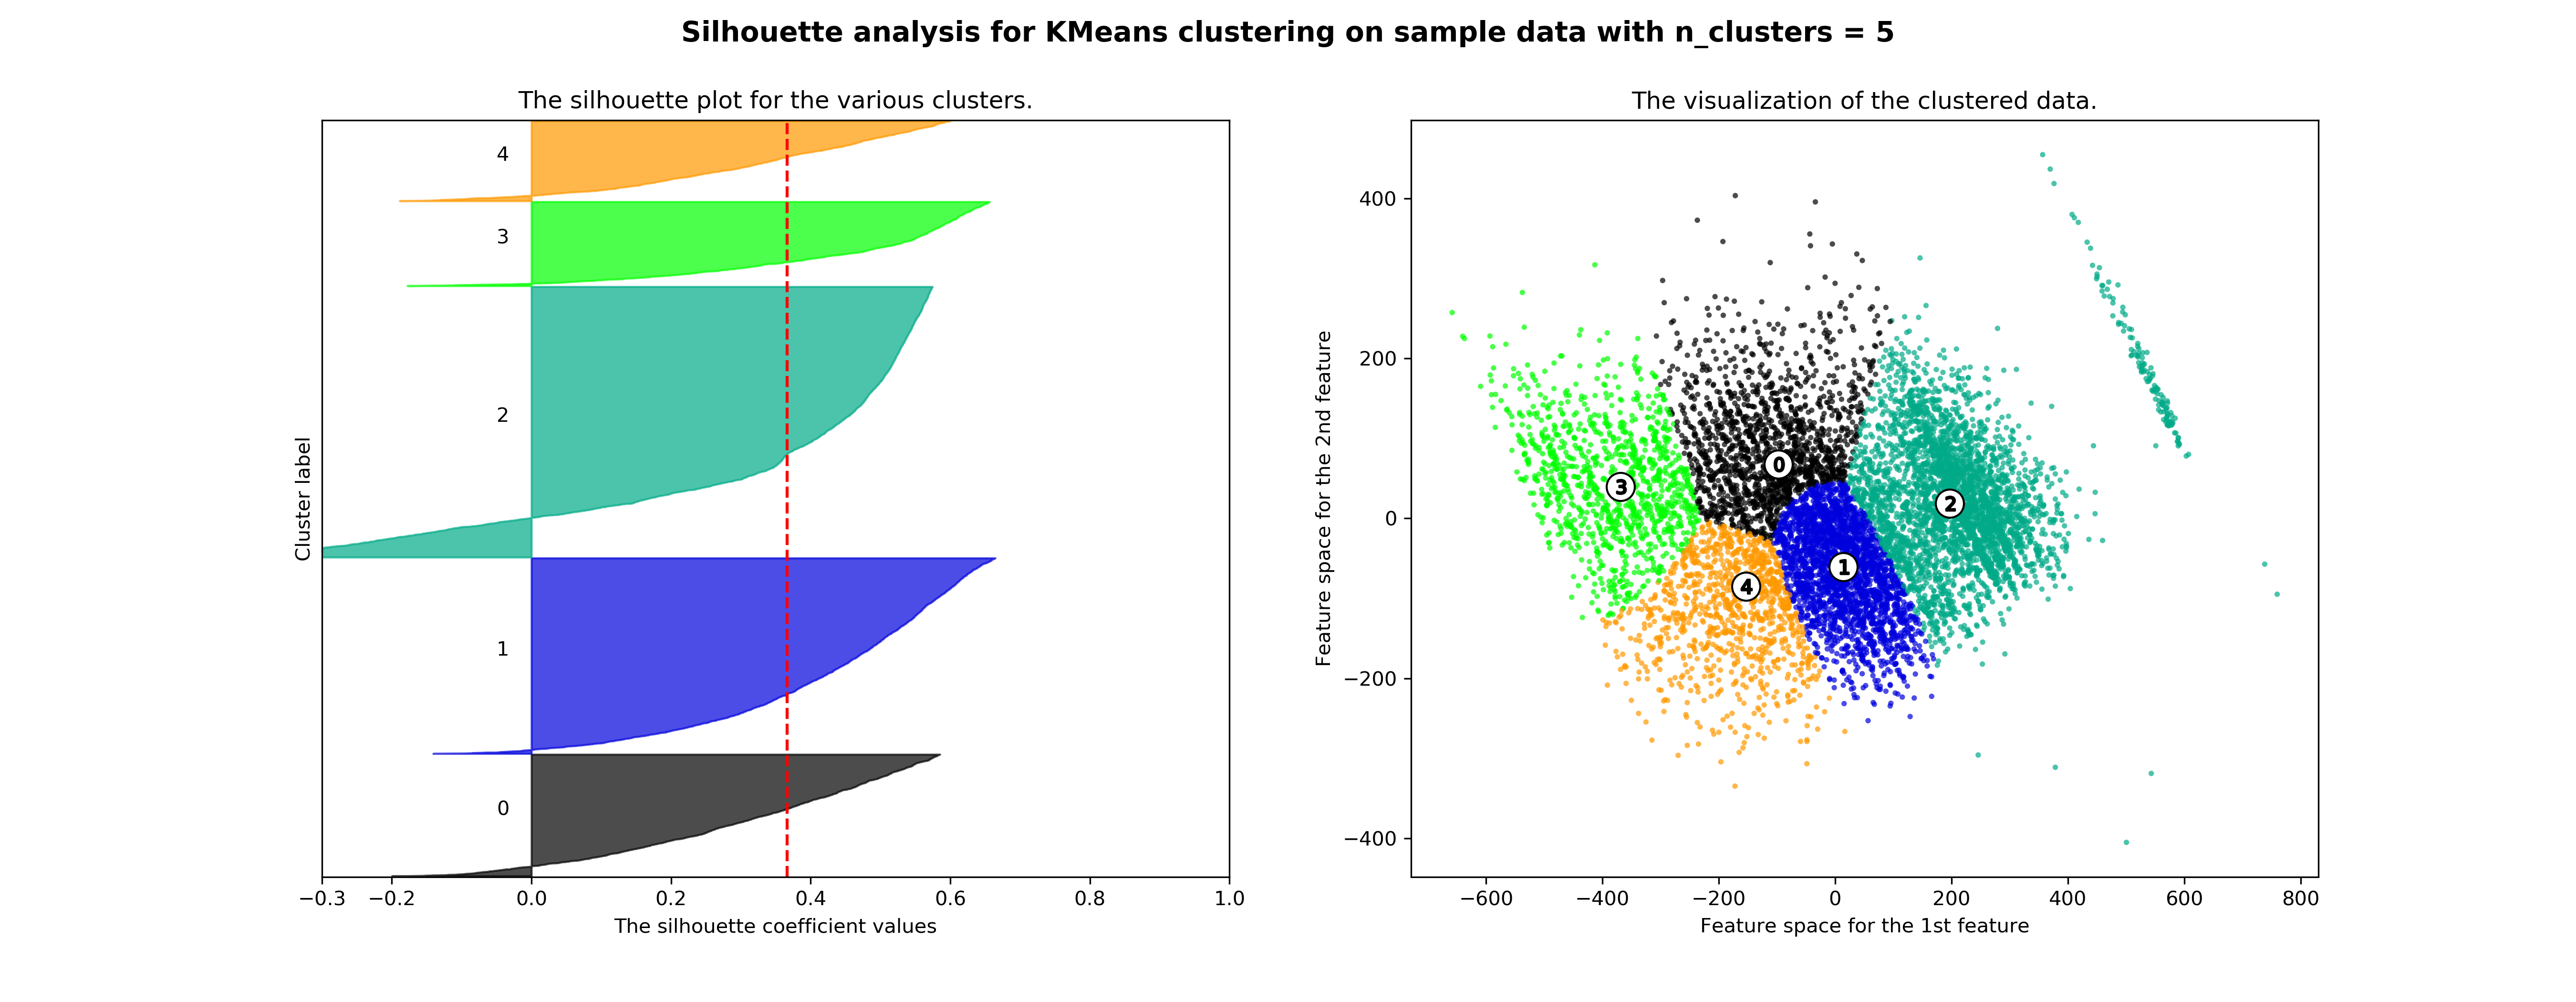 Silhouette analysis for KMeans clustering on sample data with n_clusters = 5
The silhouette plot for the various clusters.
Cluster label
4
3
2
1
0
−0.3 −0.2 0.0 0.2 0.4 0.6 0.8 1.0
The silhouette coefficient values
The visualization of the clustered data.
Feature space for the 2nd feature
400
200
0
−200
−400
0
3
2
1
4
−600 −400 −200 0 200 400 600 800
Feature space for the 1st feature